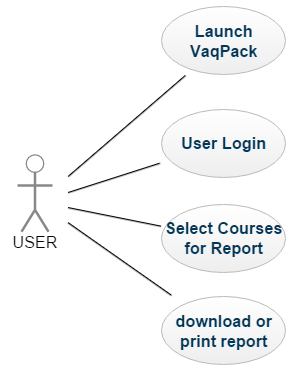 Launch
VaqPack
User Login
USER
Select Courses
for Report
download or
print report